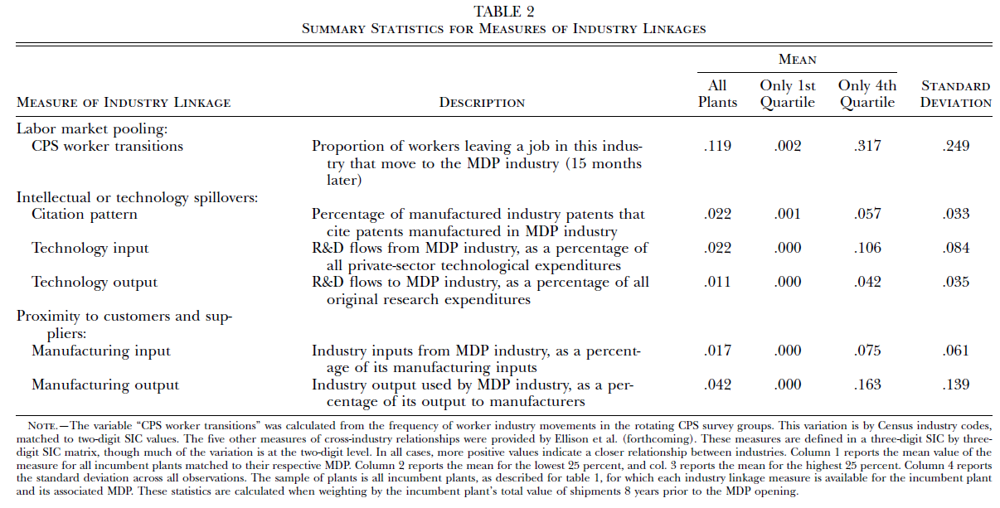 TABLE 2
SUMMARY STATISTICS FOR MEASURES OF INDUSTRY LINKAGES
MEAN
All Only 1st Only 4th STANDARD
MEASURE OF INDUSTRY LINKAGE DESCRIPTION Plants Quartile Quartile DEVIATION
Labor market pooling:
CPS worker transitions Proportion of workers leaving a job in this indus- .119 .002 .317 .249
try that move to the MDP industry (15 months
later)
Intellectual or technology spillovers:
Citation pattern Percentage of manufactured industry patents that .022 .001 .057 .033
cite patents manufactured in MDP industry
Technology input R&D flows from MDP industry, as a percentage of .022 .000 .106 .084
all private-sector technological expenditures
Technology output R&D flows to MDP industry, as a percentage of all .011 .000 .042 .035
original research expenditures
Proximity to customers and sup-
pliers:
Manufacturing input Industry inputs from MDP industry, as a percent- .017 .000 .075 .061
age of its manufacturing inputs
Manufacturing output Industry output used by MDP industry, as a per- .042 .000 .163 .139
centage of its output to manufacturers
NOTE.—The variable “CPS worker transitions” was calculated from the frequency of worker industry movements in the rotating CPS survey groups. This variation is by Census industry codes,
matched to two-digit SIC values. The five other measures of cross-industry relationships were provided by Ellison et al. (forthcoming). These measures are defined in a three-digit SIC by three-
digit SIC matrix, though much of the variation is at the two-digit level. In all cases, more positive values indicate a closer relationship between industries. Column 1 reports the mean value of the
measure for all incumbent plants matched to their respective MDP. Column 2 reports the mean for the lowest 25 percent, and col. 3 reports the mean for the highest 25 percent. Column 4 reports
the standard deviation across all observations. The sample of plants is all incumbent plants, as described for table 1, for which each industry linkage measure is available for the incumbent plant
and its associated MDP. These statistics are calculated when weighting by the incumbent plant’s total value of shipments 8 years prior to the MDP opening.